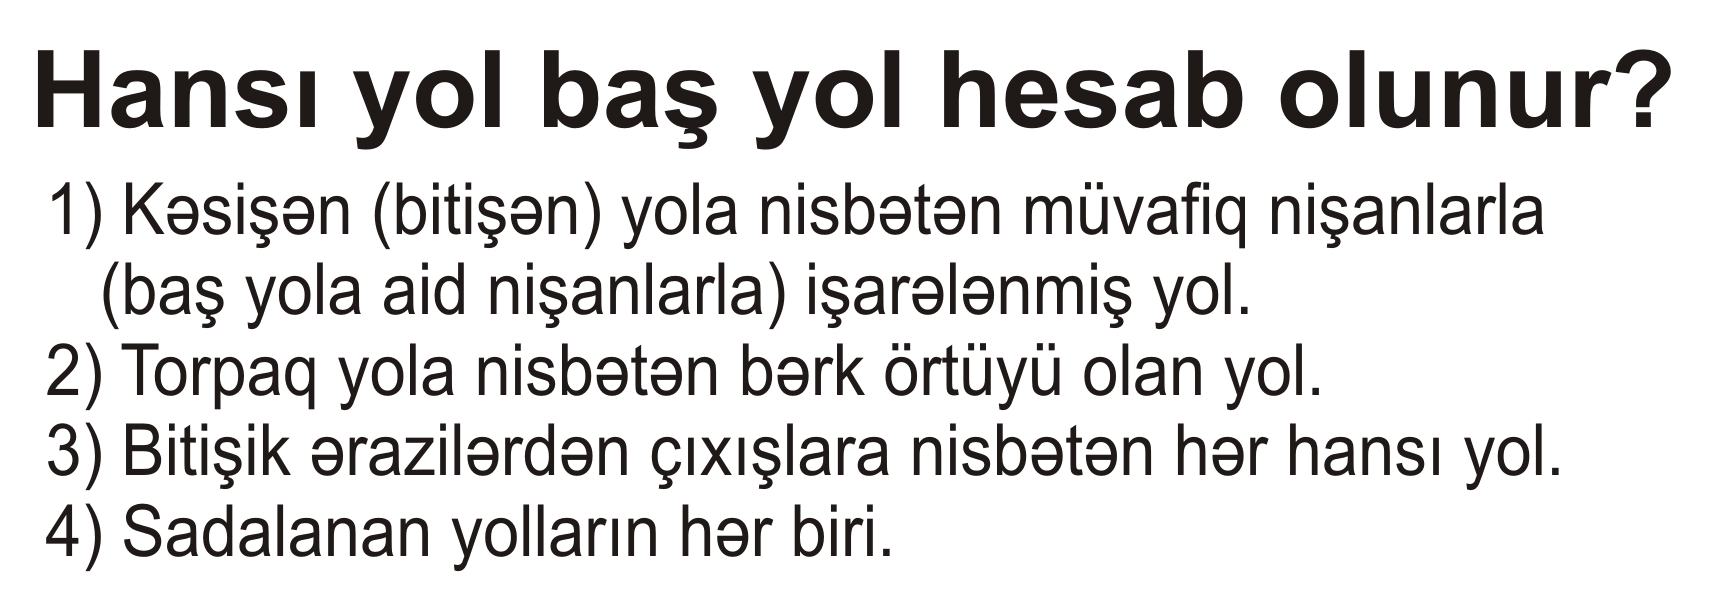 Hansı yol baş yol hesab olunur?
1) Kəsişən (bitişən) yola nisbətən müvafiq nişanlarla
(baş yola aid nişanlarla) işarələnmiş yol.
2) Torpaq yola nisbətən bərk örtüyü olan yol.
3) Bitişik ərazilərdən çıxışlara nisbətən hər hansı yol.
4) Sadalanan yolların hər biri.